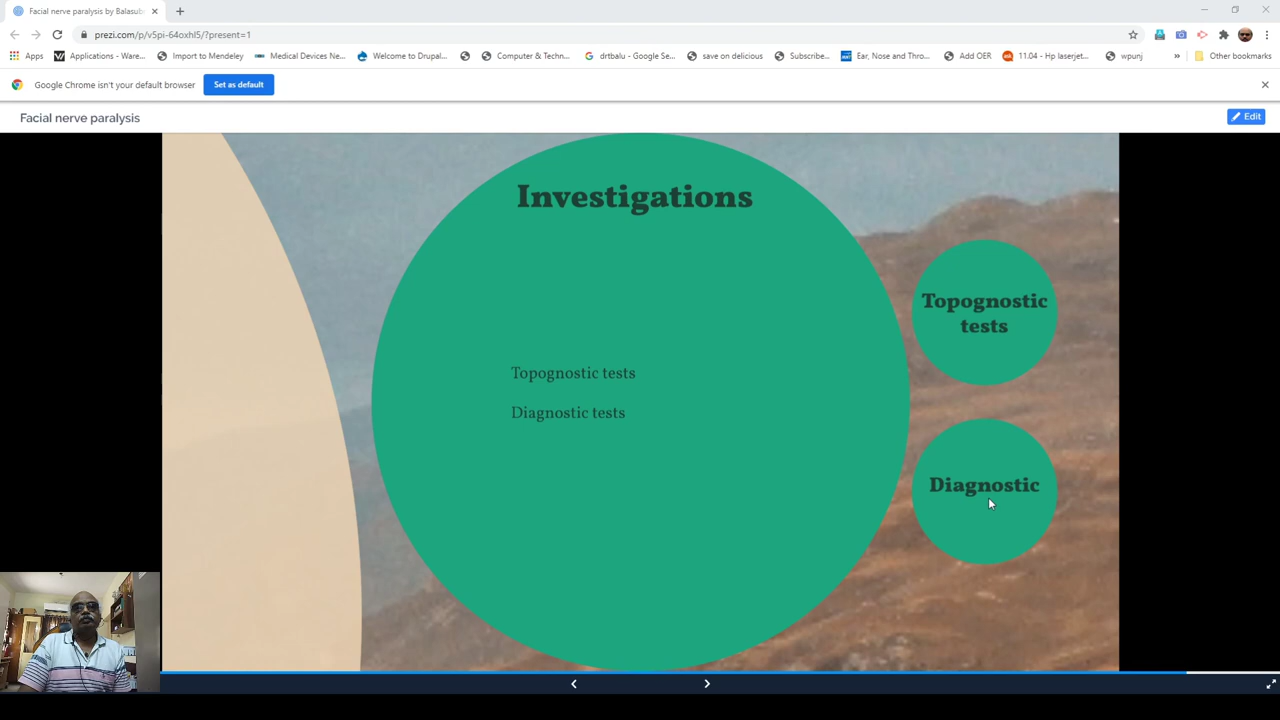 Facial nerve paralysis by Balasub
prezi.com/p/v5pi-64oxhl5/?present=1
Apps
Applications - Ware...
Import to Mendeley
Medical Devices Ne...
Welcome to Drupal...
Computer & Techn...
drtbalu - Google Se...
save on delicious
Subscribe...
Ear, Nose and Thro...
Add OER
11.04 - Hp laserjet...
wpunj
»
Other bookmarks
Google Chrome isn't your default browser
Set as default
Facial nerve paralysis
Edit
Investigations
Topognostic tests
Diagnostic tests
Topognostic
tests
Diagnostic